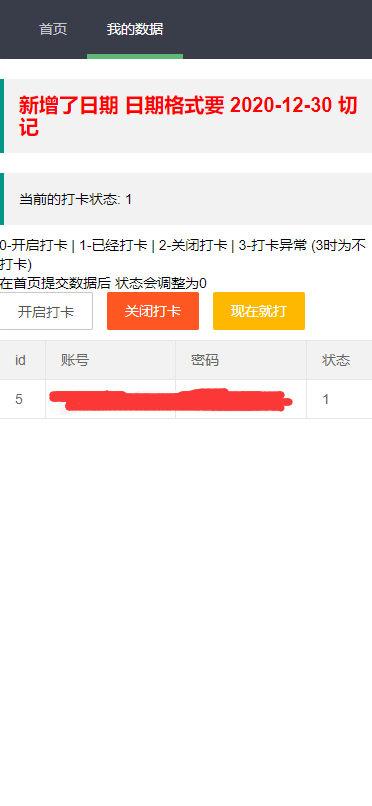 首页 我的数据
新增了日期 日期格式要 2020-12-30 切
记
当前的打卡状态: 1
0-开启打卡 | 1-已经打卡 | 2-关闭打卡 | 3-打卡异常 (3时为不
打卡)
在首页提交数据后 状态会调整为0
开启打卡 关闭打卡 现在就打
id 账号 密码 状态
5 1